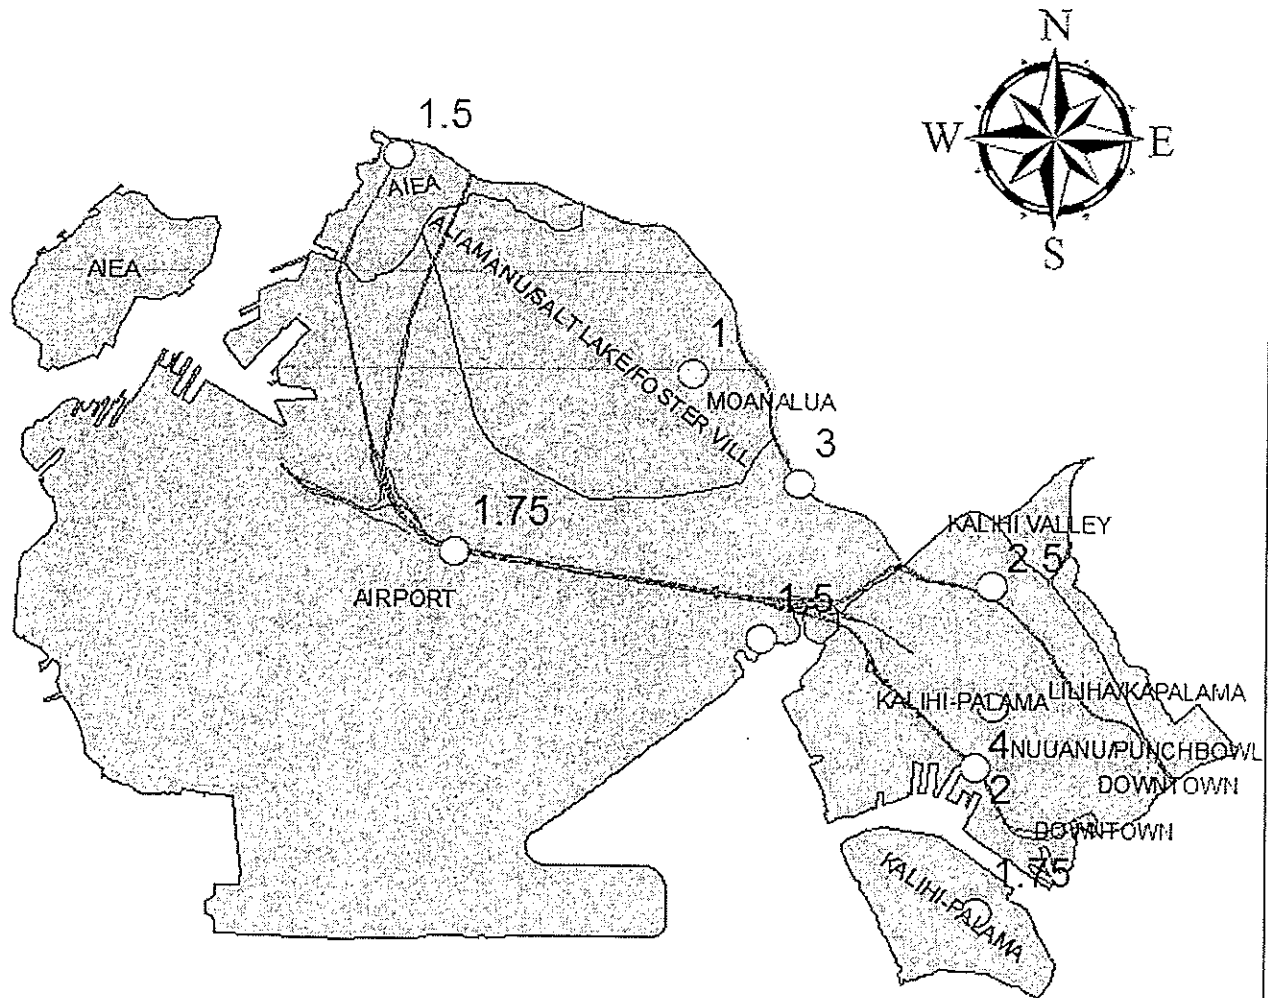 N
W E
S
1.5
AIEA
AIEA
ALIAMANU/SALT LAKE/FOSTER VILL
1
MOANALUA
3
1.75
KALIHI VALLEY
2.5
AIRPORT
1.5
KALIHI-PALAMA
LILIHA/KAPALAMA
4
NUUANU/PUNCHBOWL
2
DOWNTOWN
DOWNTOWN
1.75
KALIHI-PALAMA